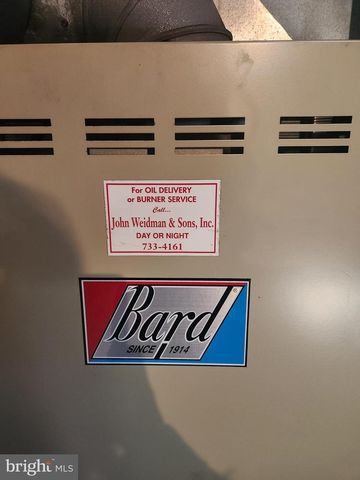 For OIL DELIVERY
or BURNER SERVICE
Call...
John Weidman & Sons, Inc.
DAY OR NIGHT
733-4161
Bard®
SINCE 1914
bright MLS